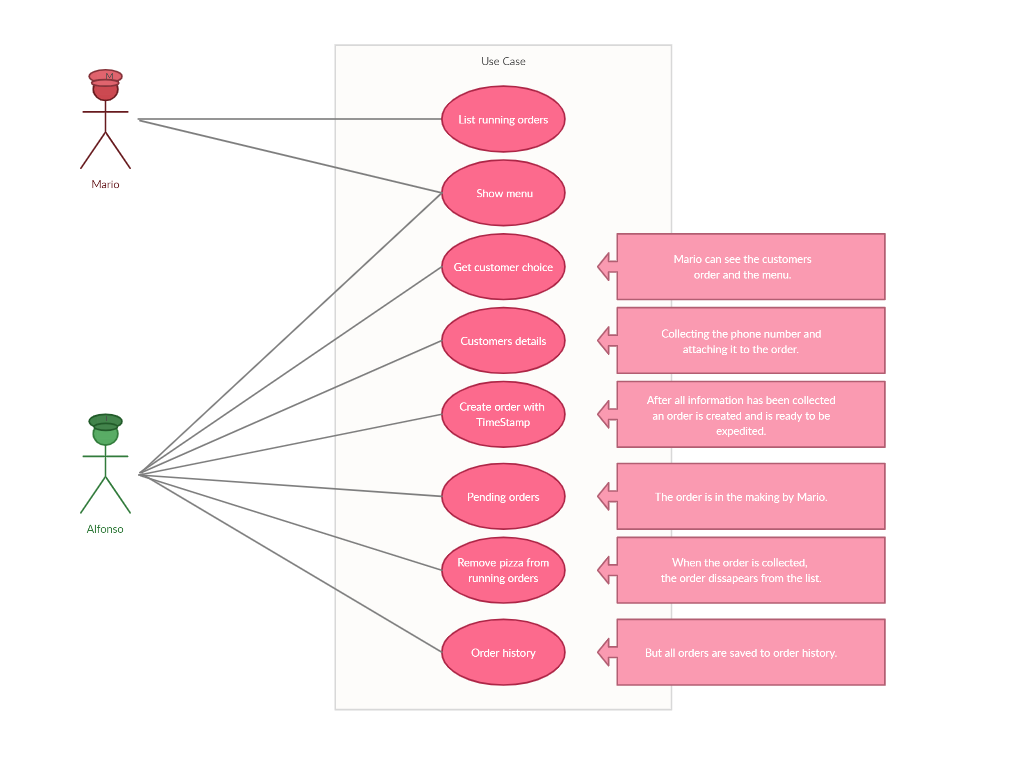 Use Case
M
Mario
List running orders
Show menu
Get customer choice
Mario can see the customers
order and the menu.
Customers details
Collecting the phone number and
attaching it to the order.
Create order with
TimeStamp
After all information has been collected
an order is created and is ready to be
expedited.
Alfonso
Pending orders
The order is in the making by Mario.
Remove pizza from
running orders
When the order is collected,
the order dissapears from the list.
Order history
But all orders are saved to order history.